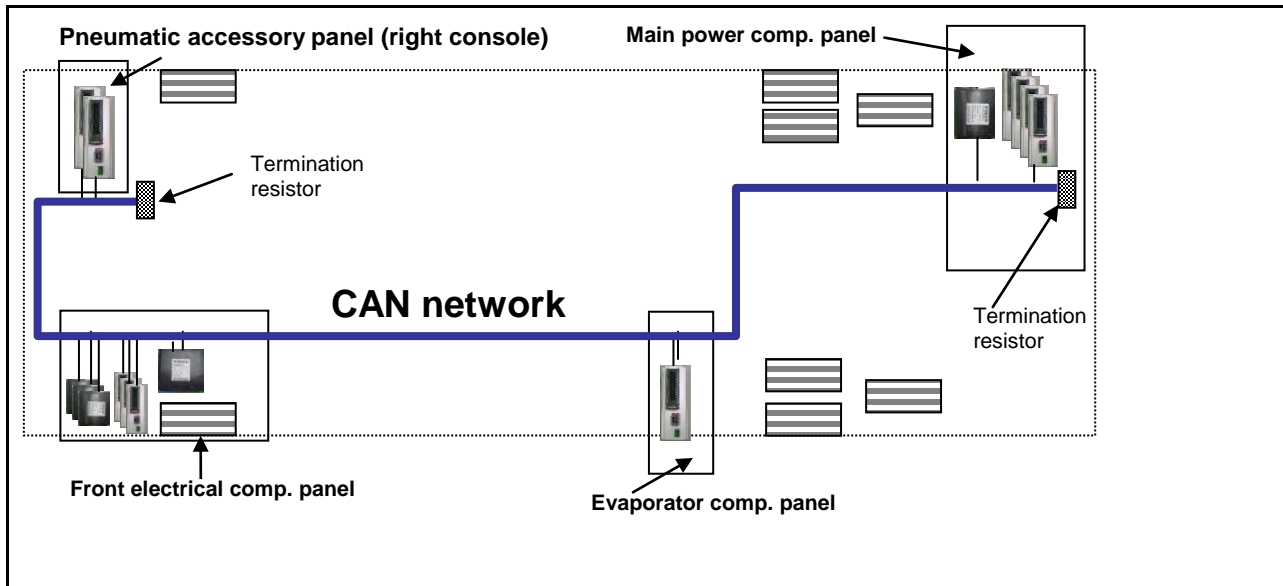 Pneumatic accessory panel (right console)
Main power comp. panel
Termination
resistor
CAN network
Termination
resistor
Front electrical comp. panel
Evaporator comp. panel